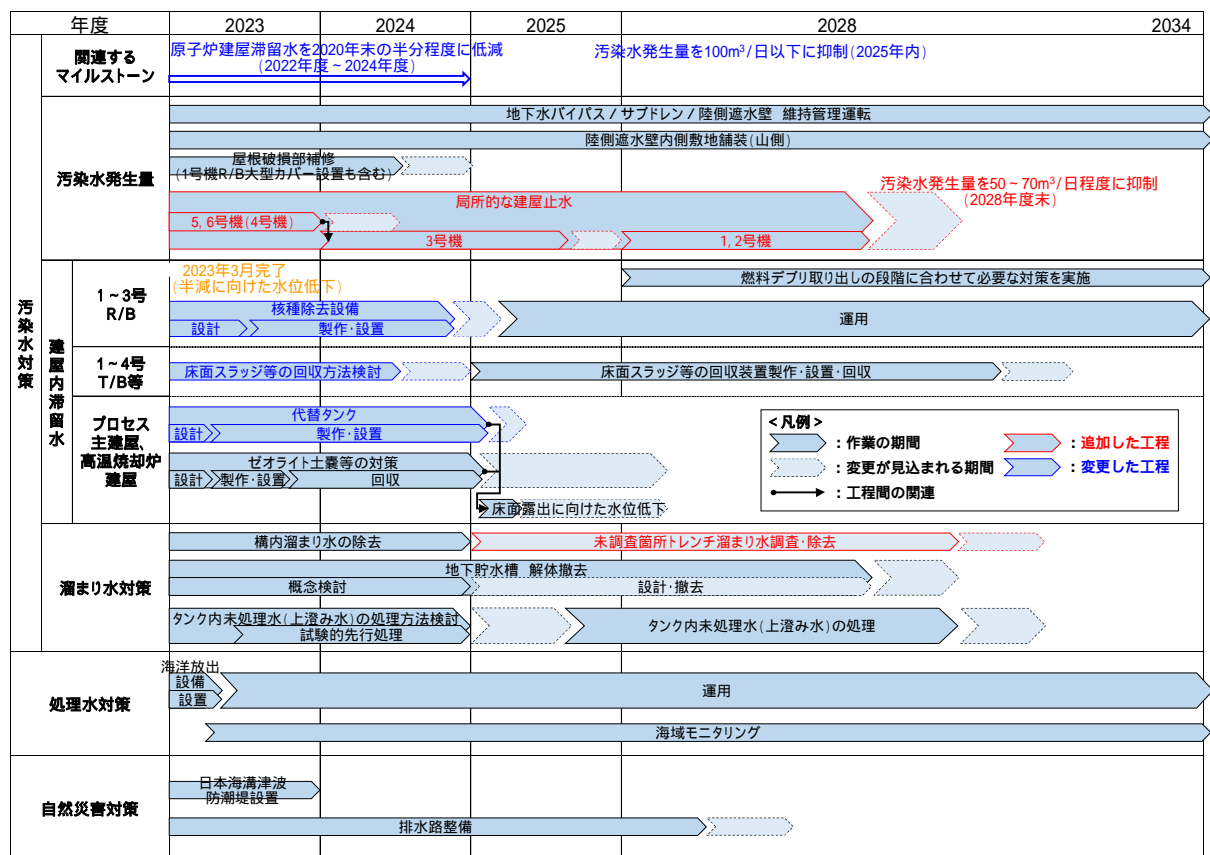 年度
2023
2024
2025
2028
2034
関連する
マイルストーン
原子炉建屋滞留水を2020年末の半分程度に低減
(2022年度~2024年度)
汚染水発生量を100m³/日以下に抑制(2025年内)
汚染水対策
汚染水発生量
地下水バイパス / サブドレン / 陸側遮水壁 維持管理運転
陸側遮水壁内側敷地舗装(山側)
屋根破損部補修
(1号機R/B大型カバー設置も含む)
局所的な建屋止水
汚染水発生量を50~70m³/日程度に抑制
(2028年度末)
5, 6号機(4号機)
3号機
1, 2号機
建屋内滞留水
1~3号
R/B
2023年3月完了
(半減に向けた水位低下)
燃料デブリ取り出しの段階に合わせて必要な対策を実施
核種除去設備
設計
製作・設置
運用
1~4号
T/B等
床面スラッジ等の回収方法検討
床面スラッジ等の回収装置製作・設置・回収
プロセス
主建屋、
高温焼却炉
建屋
代替タンク
設計
製作・設置
ゼオライト土嚢等の対策
設計
製作・設置
回収
床面露出に向けた水位低下
<凡例>
:作業の期間
:追加した工程
:変更が見込まれる期間
:変更した工程
:工程間の関連
溜まり水対策
構内溜まり水の除去
未調査箇所トレンチ溜まり水調査・除去
地下貯水槽 解体撤去
概念検討
設計・撤去
タンク内未処理水(上澄み水)の処理方法検討
試験的先行処理
タンク内未処理水(上澄み水)の処理
処理水対策
海洋放出
設備
設置
運用
海域モニタリング
自然災害対策
日本海溝津波
防潮堤設置
排水路整備